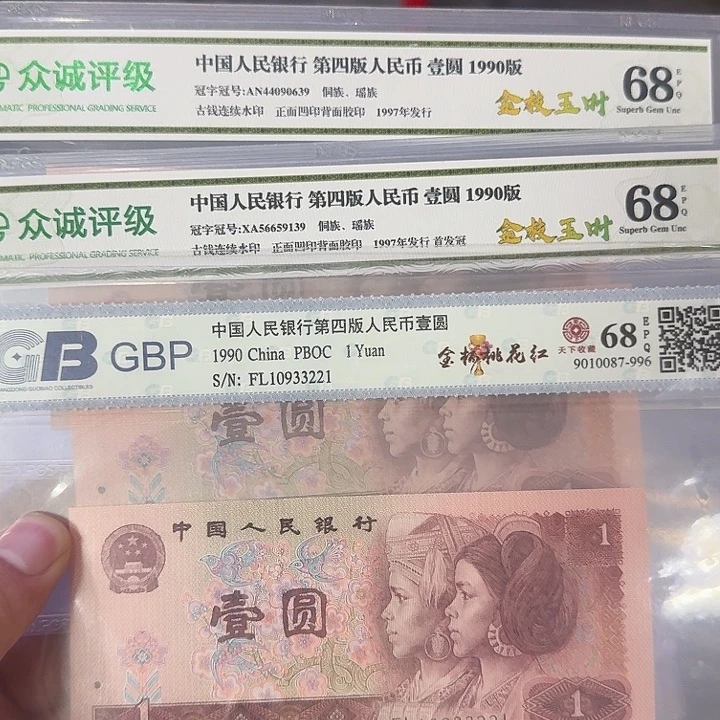 众诚评级
MATIC PROFESSIONAL GRADING SERVICE
中国人民银行 第四版人民币 壹圆 1990版
冠字冠号:AN44090639 侗族、瑶族
古钱连续水印 正面凹印背面胶印 1997年发行
金枝玉叶
68 EPQ
Superb Gem Unc
众诚评级
MATIC PROFESSIONAL GRADING SERVICE
中国人民银行 第四版人民币 壹圆 1990版
冠字冠号:XA56659139 侗族、瑶族
古钱连续水印 正面凹印背面胶印 1997年发行 首发冠
金枝玉叶
68 EPQ
Superb Gem Unc
GB GBP
中国人民银行第四版人民币壹圆
1990 China PBOC 1 Yuan
S/N: FL10933221
金杯桃花红
天下收藏
68 EPQ
9010087-996
壹圆
中国人民银行
1
壹圆
1
1